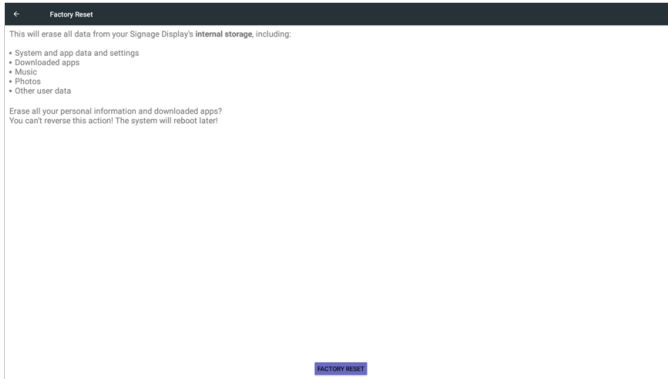 ← Factory Reset
This will erase all data from your Signage Display's internal storage, including:
• System and app data and settings
• Downloaded apps
• Music
• Photos
• Other user data
Erase all your personal information and downloaded apps?
You can't reverse this action! The system will reboot later!
FACTORY RESET